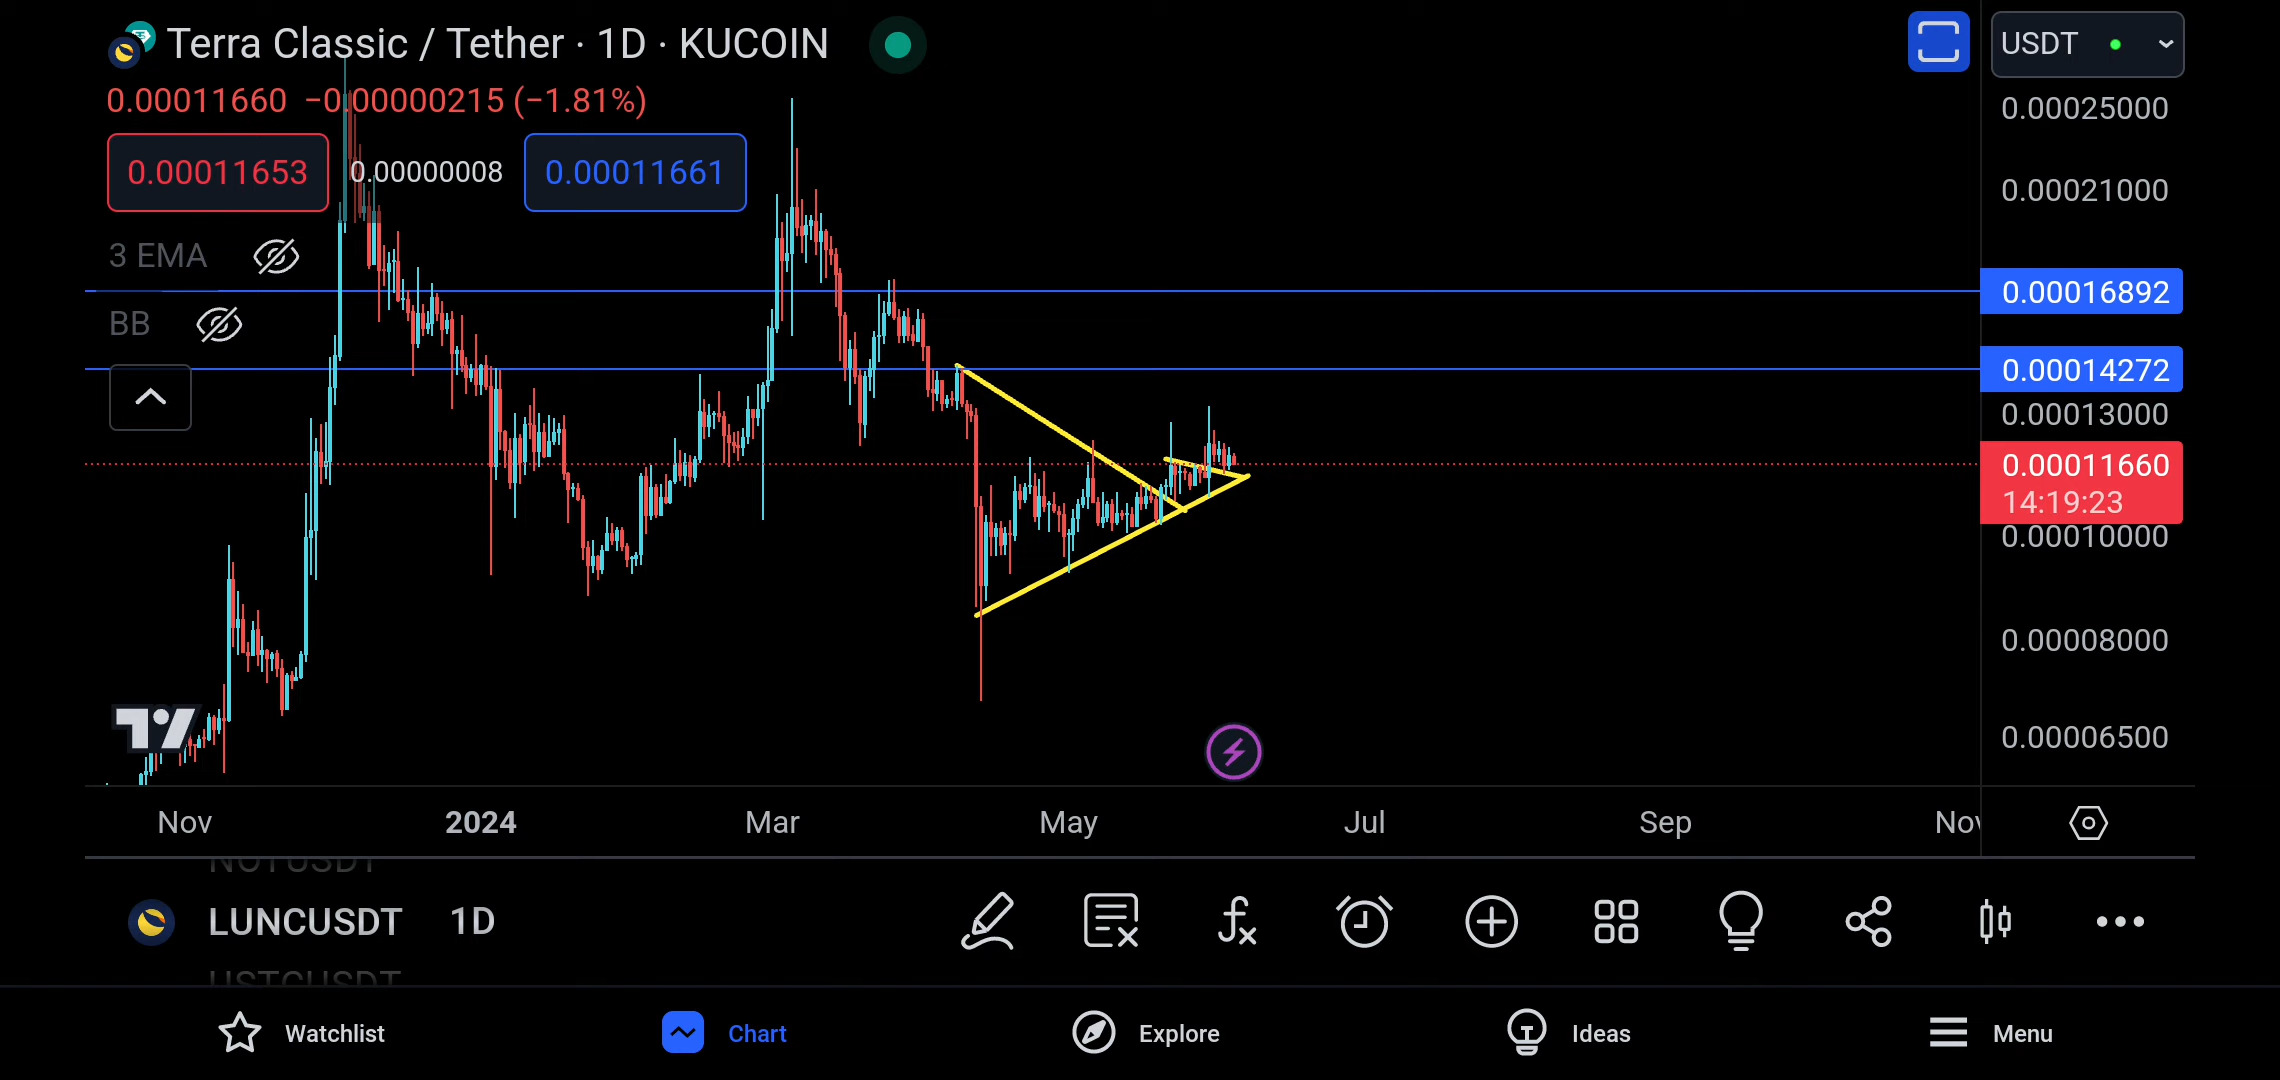 Terra Classic / Tether · 1D · KUCOIN
USDT
0.00011660 −0.00000215 (−1.81%)
0.00011653 0.00000008 0.00011661
3 EMA
BB
0.00025000
0.00021000
0.00016892
0.00014272
0.00013000
0.00011660
14:19:23
0.00010000
0.00008000
0.00006500
Nov 2024 Mar May Jul Sep Nov
NOTUSDT
LUNCUSDT 1D
USTCUSDT
Watchlist Chart Explore Ideas Menu